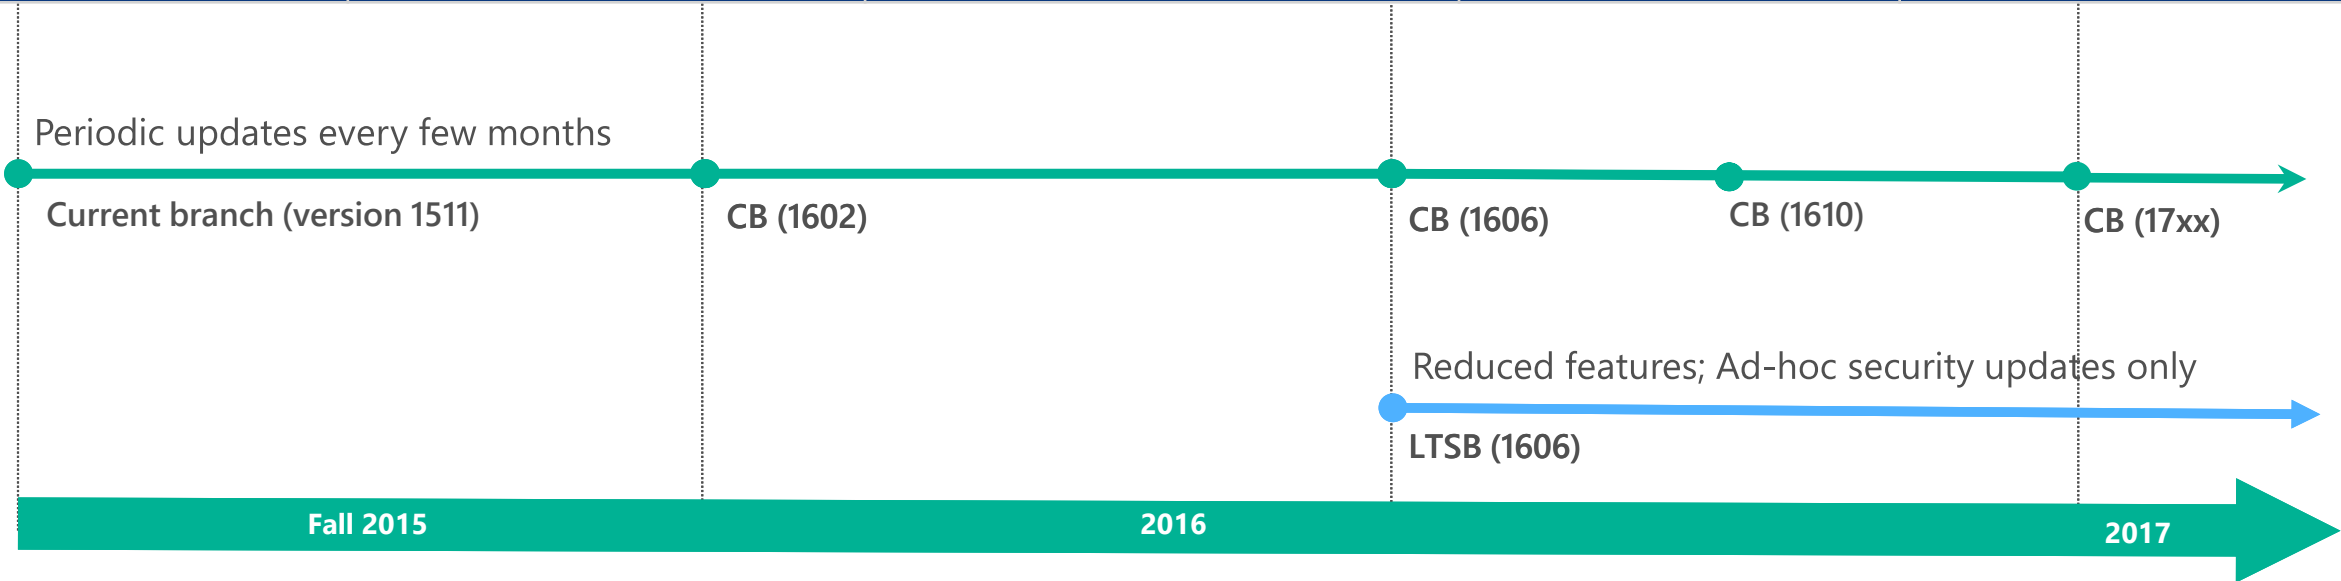 Periodic updates every few months
Current branch (version 1511)
CB (1602)
CB (1606)
CB (1610)
CB (17xx)
Reduced features; Ad-hoc security updates only
LTSB (1606)
Fall 2015
2016
2017